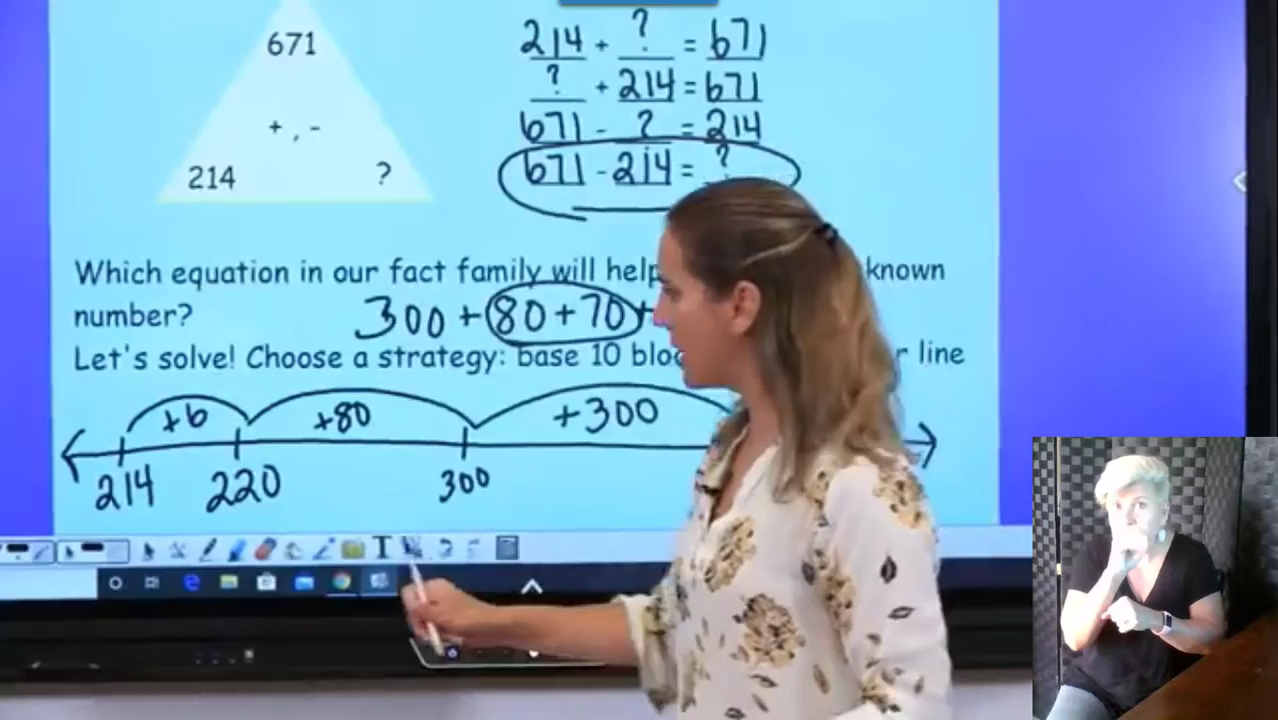 671
+ , -
214 ?
214 + ? = 671
? + 214 = 671
671 - ? = 214
671 - 214 = ?
Which equation in our fact family will help known
number? 300 + 80 + 70 +
Let's solve! Choose a strategy: base 10 line
+6 +80 +300
214 220 300
T